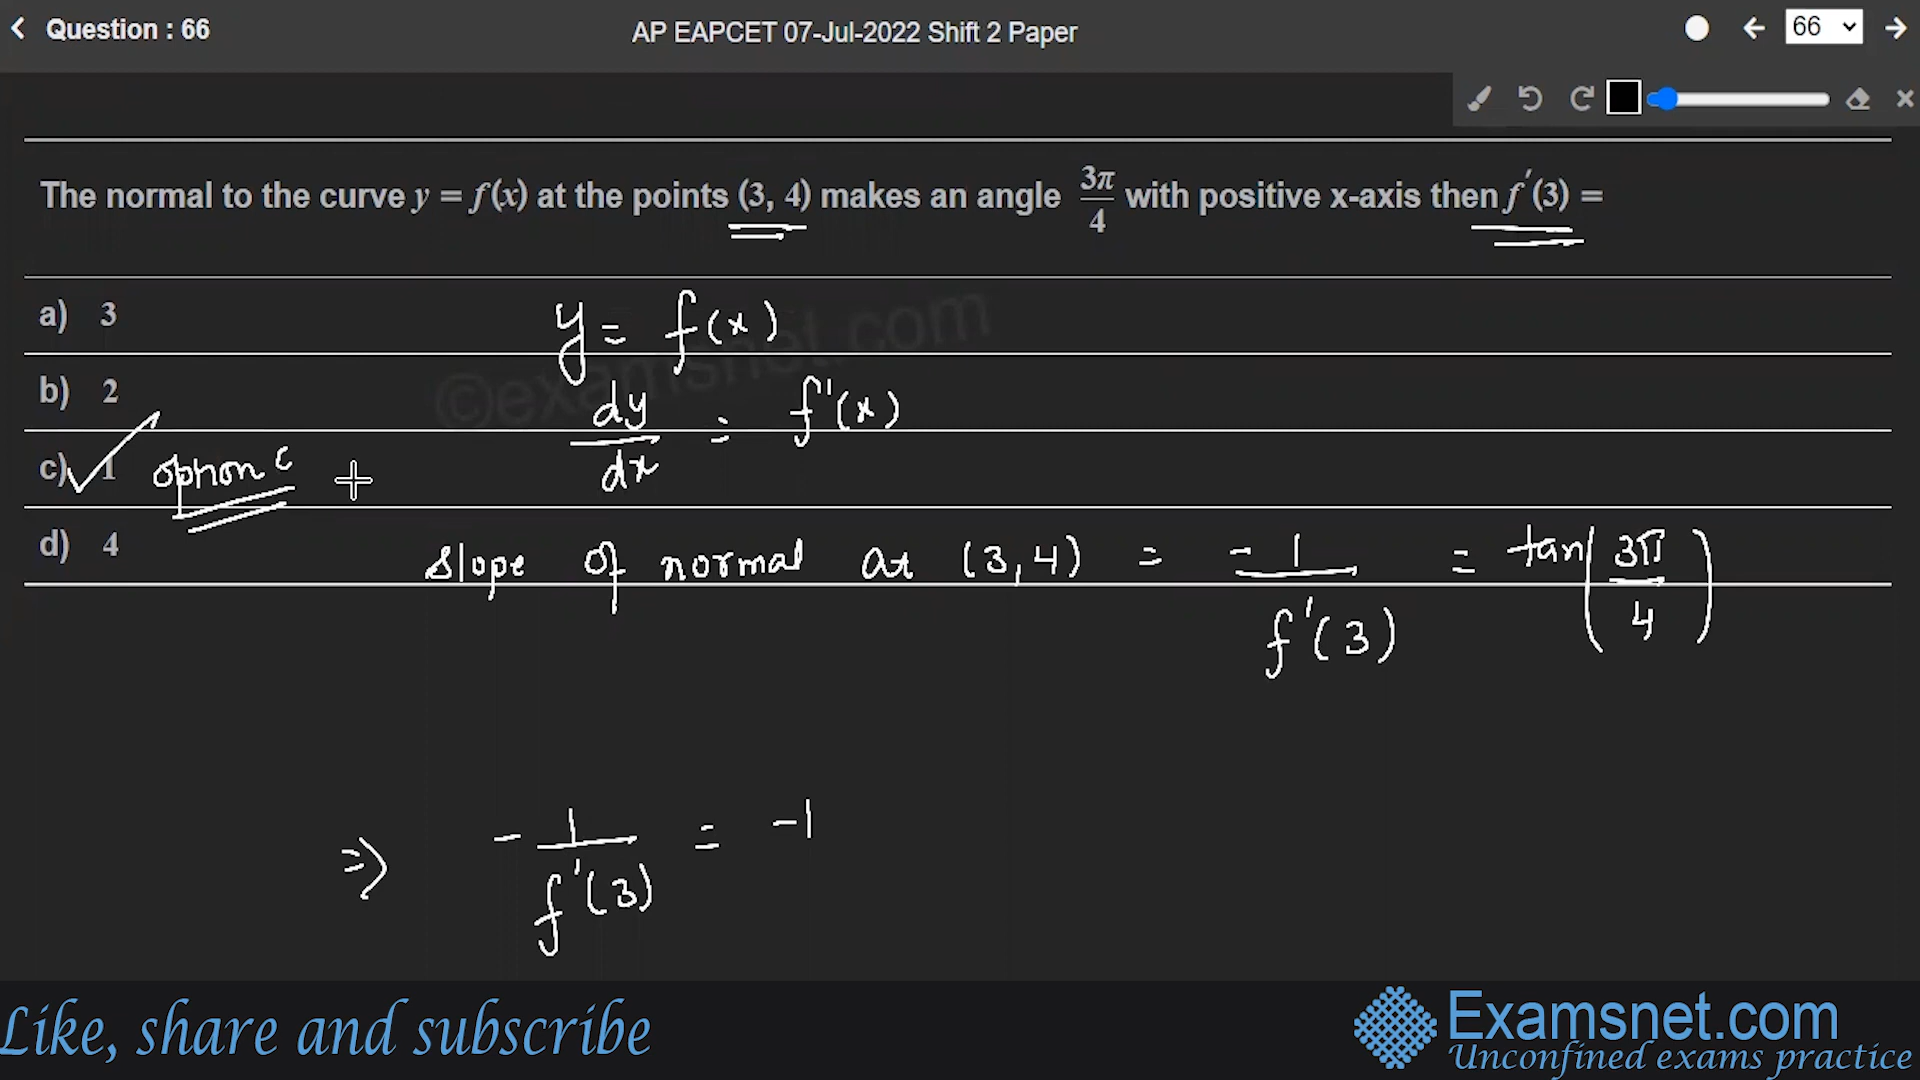 Question : 66
AP EAPCET 07-Jul-2022 Shift 2 Paper
66
The normal to the curve y = f(x) at the points (3, 4) makes an angle 3π/4 with positive x-axis then f′(3) =
a) 3
b) 2
c) 1
d) 4
©examsnet.com
y = f(x)
dy/dx = f'(x)
option c
slope of normal at (3,4) = -1/f'(3) = tan(3π/4)
⇒ -1/f'(3) = -1
Like, share and subscribe
Examsnet.com
Unconfined exams practice